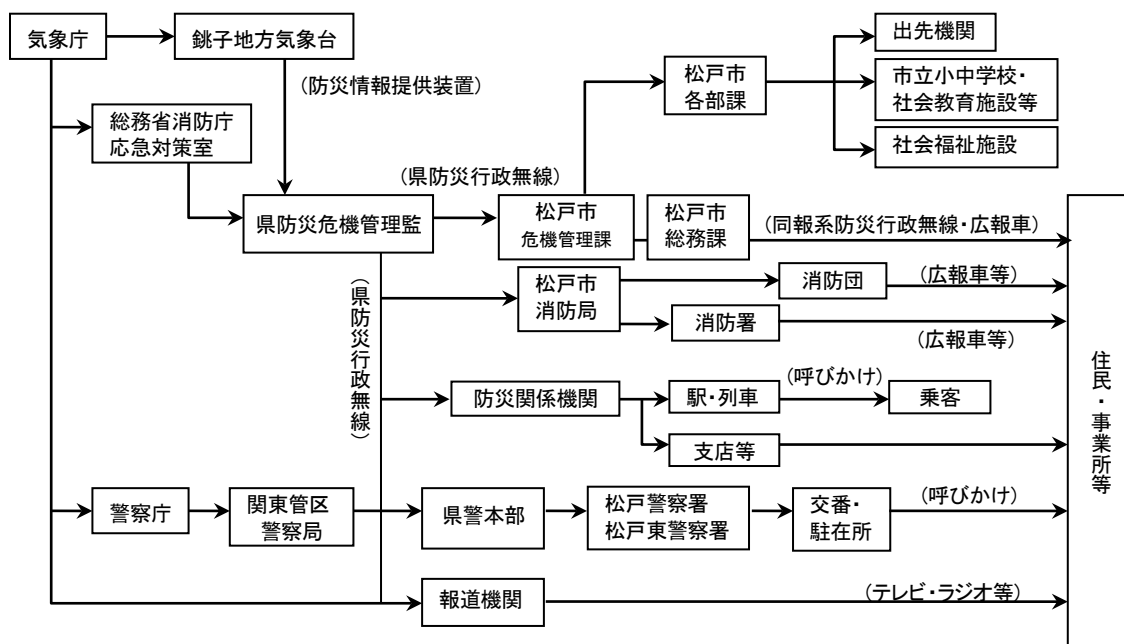 気象庁
銚子地方気象台
出先機関
(防災情報提供装置)
松戸市
各部課
市立小中学校・
社会教育施設等
総務省消防庁
応急対策室
社会福祉施設
(県防災行政無線)
県防災危機管理監
松戸市
危機管理課
松戸市
総務課
(同報系防災行政無線・広報車)
(県防災行政無線)
松戸市
消防局
消防団
(広報車等)
消防署
(広報車等)
防災関係機関
駅・列車
(呼びかけ)
乗客
支店等
住民・事業所等
警察庁
関東管区
警察局
県警本部
松戸警察署
松戸東警察署
交番・
駐在所
(呼びかけ)
報道機関
(テレビ・ラジオ等)